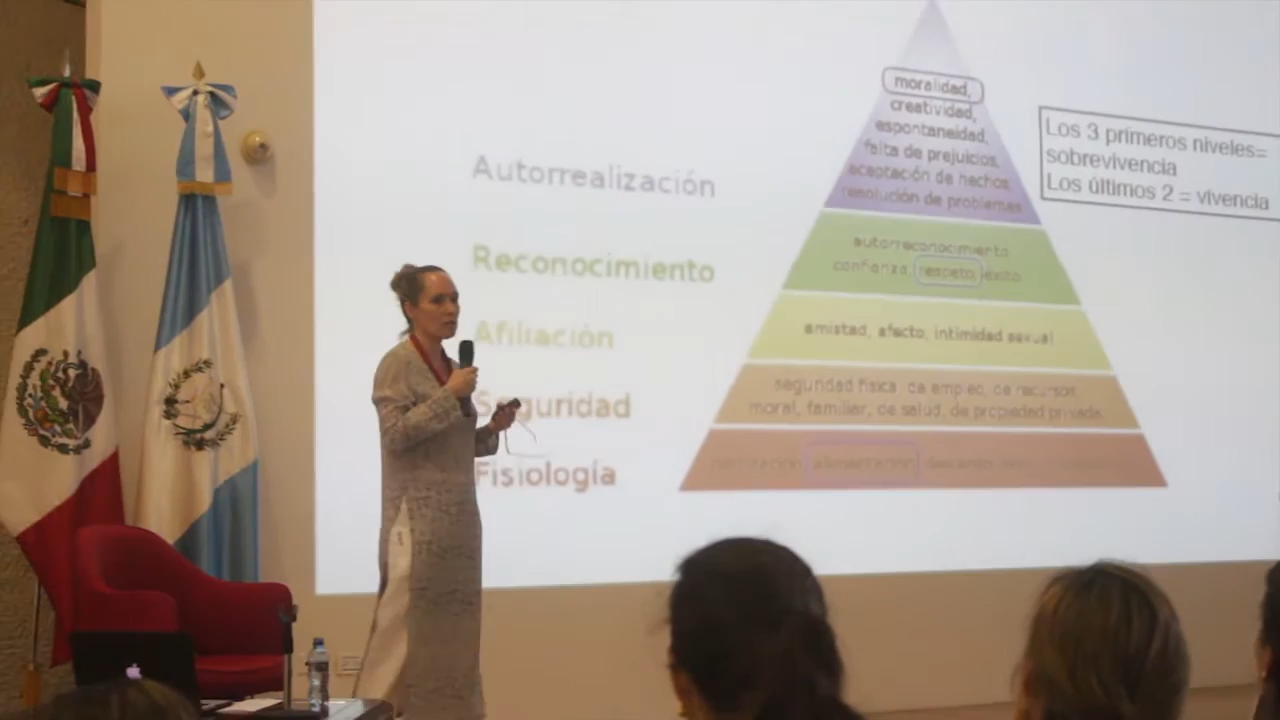 moralidad,
creatividad,
espontaneidad,
falta de prejuicios,
aceptación de hechos,
resolución de problemas
Los 3 primeros niveles=
sobrevivencia
Los últimos 2 = vivencia
Autorrealización
Reconocimiento
autorreconocimiento
confianza, respeto, éxito
Afiliación
amistad, afecto, intimidad sexual
Seguridad
seguridad física, de empleo, de recursos,
moral, familiar, de salud, de propiedad privada
Fisiología
alimentación